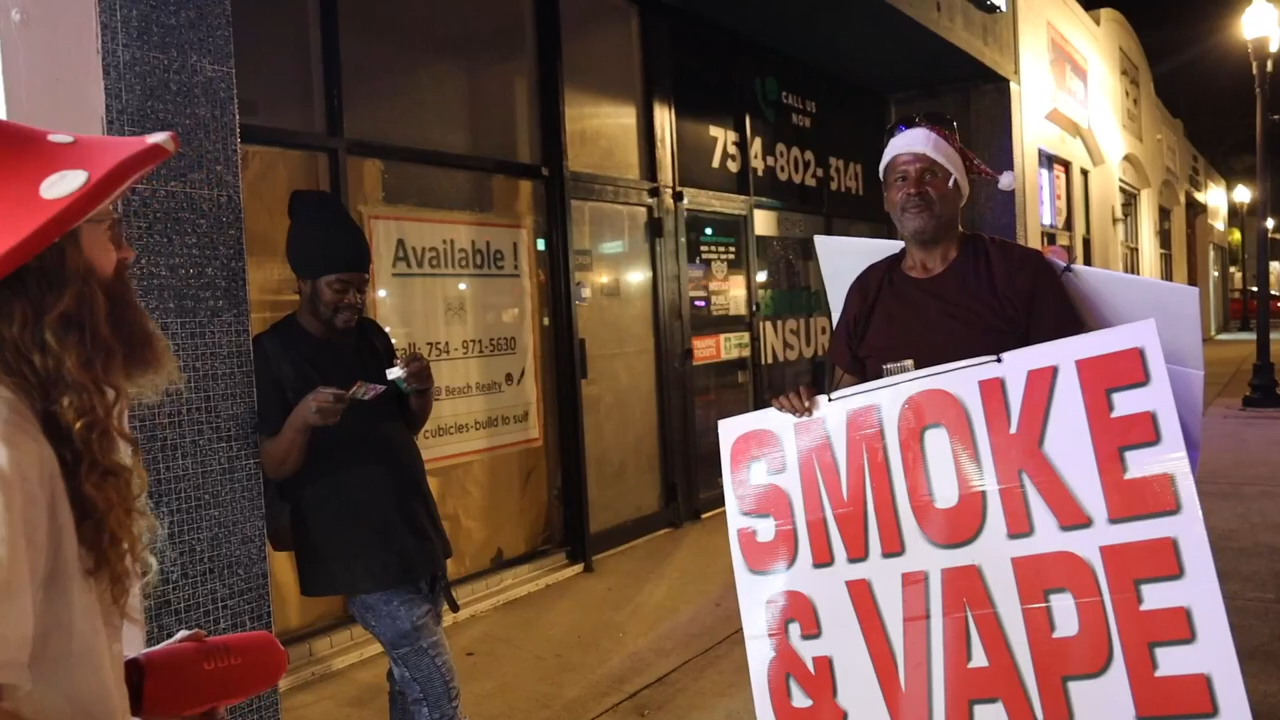 CALL US
NOW
754-802-3141
Available !
call: 754 - 971-5630
@ Beach Realty
cubicles-build to suit
TRAFFIC
TICKETS
INSUR
SMOKE
& VAPE
JBL